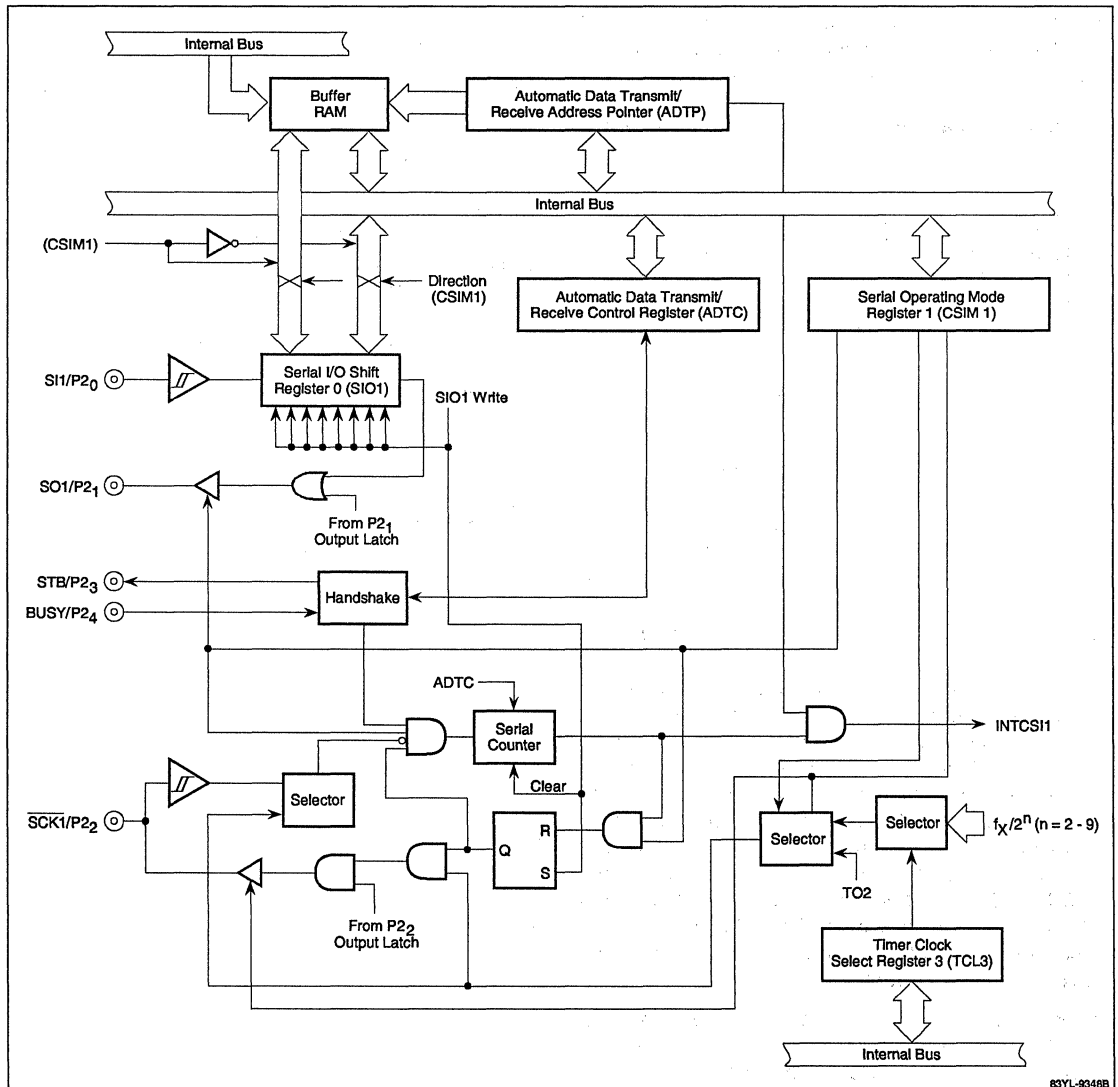 Internal Bus
Buffer
RAM
Automatic Data Transmit/
Receive Address Pointer (ADTP)
Internal Bus
(CSIM1)
Direction
(CSIM1)
Automatic Data Transmit/
Receive Control Register (ADTC)
Serial Operating Mode
Register 1 (CSIM 1)
SI1/P2₀
Serial I/O Shift
Register 0 (SIO1)
SIO1 Write
SO1/P2₁
From P2₁
Output Latch
STB/P2₃
BUSY/P2₄
Handshake
ADTC
Serial
Counter
INTCSI1
Clear
Selector
SCK1/P2₂
R
Q
S
Selector
Selector
fX/2ⁿ (n = 2 - 9)
TO2
From P2₂
Output Latch
Timer Clock
Select Register 3 (TCL3)
Internal Bus
83YL-9348B